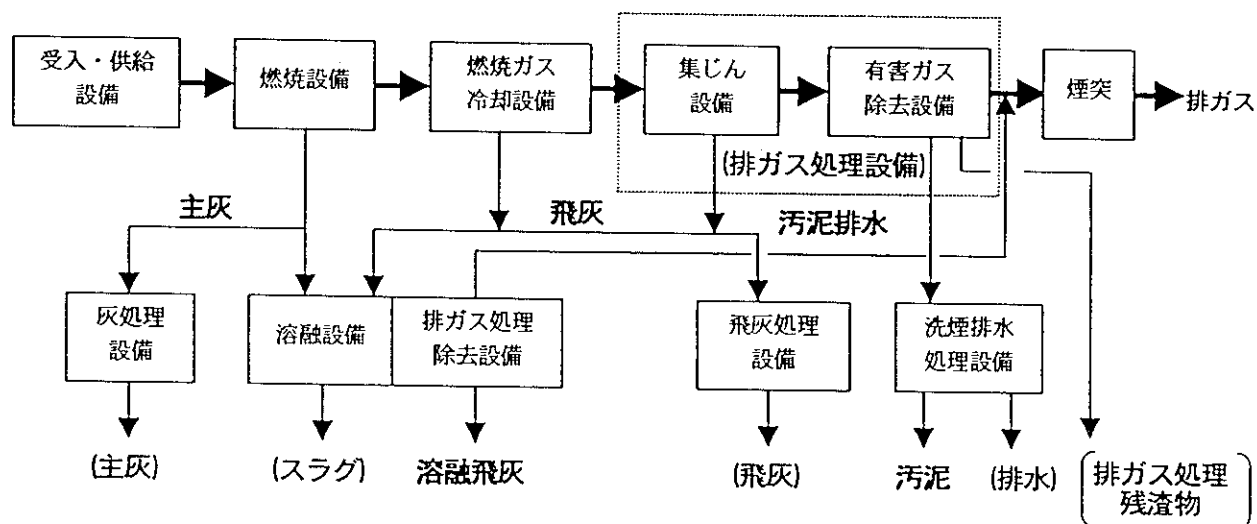 受入・供給
設備
燃焼設備
燃焼ガス
冷却設備
集じん
設備
有害ガス
除去設備
煙突
排ガス
(排ガス処理設備)
主灰
飛灰
汚泥排水
灰処理
設備
溶融設備
排ガス処理
除去設備
飛灰処理
設備
洗煙排水
処理設備
(主灰)
(スラグ)
溶融飛灰
(飛灰)
汚泥
(排水)
(排ガス処理
残渣物)